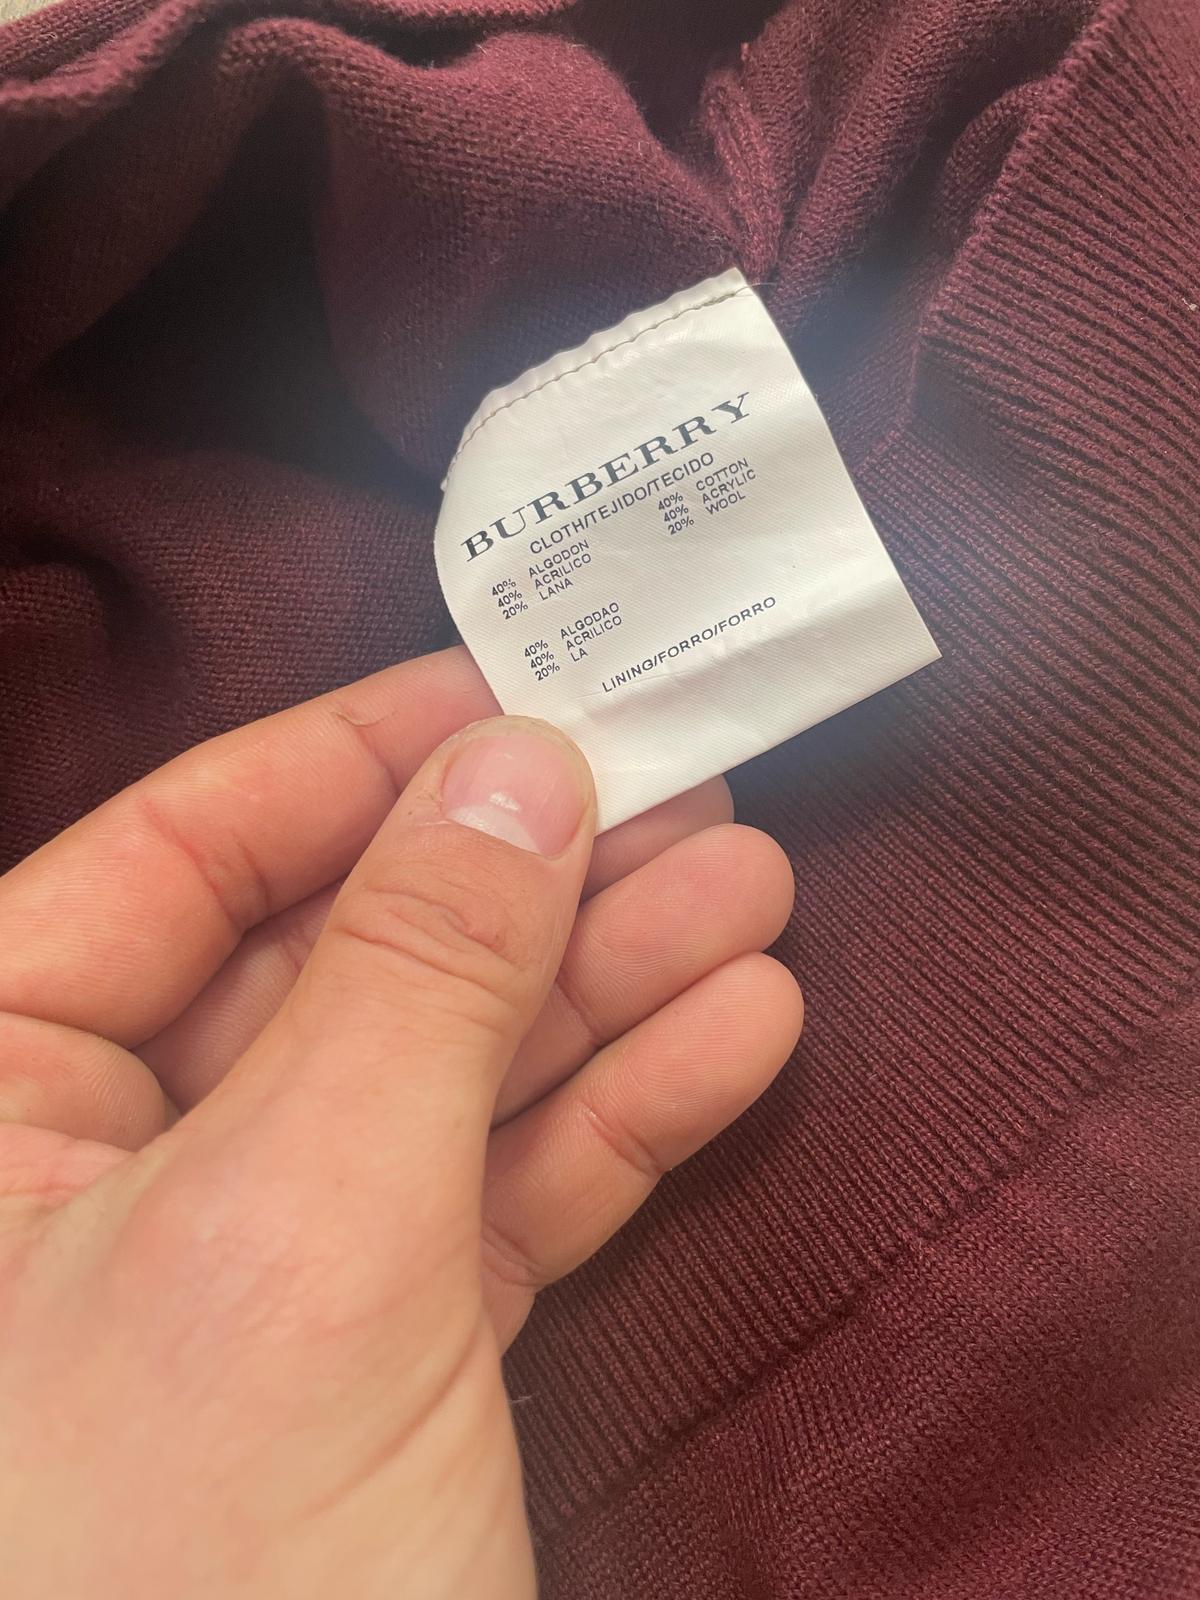 BURBERRY
CLOTH/TEJIDO/TECIDO
40% COTTON
40% ACRYLIC
20% WOOL
40% ALGODON
40% ACRILICO
20% LANA
40% ALGODAO
40% ACRILICO
20% LA
LINING/FORRO/FORRO